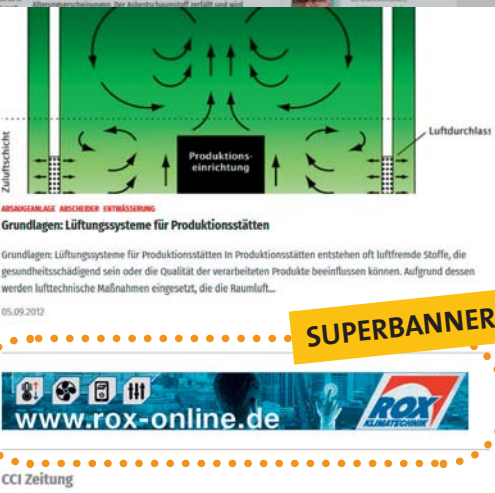 Alterungserscheinungen. Der Asbestschaumstoff zerfällt und wird
Zuluftschicht
Produktions-
einrichtung
Luftdurchlass
ABSAUGEANLAGE ABSCHEIDER ENTWÄSSERUNG
Grundlagen: Lüftungssysteme für Produktionsstätten
Grundlagen: Lüftungssysteme für Produktionsstätten In Produktionsstätten entstehen oft luftfremde Stoffe, die
gesundheitsschädigend sein oder die Qualität der verarbeiteten Produkte beeinflussen können. Aufgrund dessen
werden lufttechnische Maßnahmen eingesetzt, die die Raumluft...
05.09.2012
SUPERBANNER
www.rox-online.de
ROX
KLIMATECHNIK
CCI Zeitung